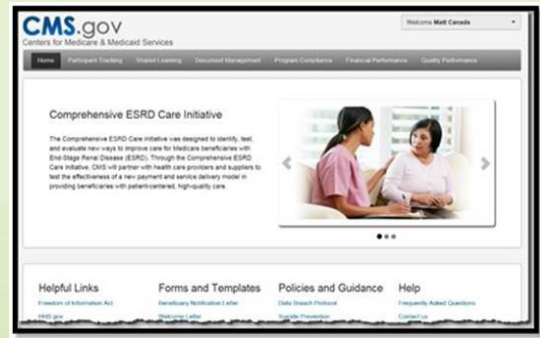 CMS.gov
Centers for Medicare & Medicaid Services
Welcome Matt Canada
Home Participant Tracking Shared Learning Document Management Program Compliance Financial Performance Quality Performance
Comprehensive ESRD Care Initiative
The Comprehensive ESRD Care initiative was designed to identify, test,
and evaluate new ways to improve care for Medicare beneficiaries with
End-Stage Renal Disease (ESRD). Through the Comprehensive ESRD
Care Initiative, CMS will partner with health care providers and suppliers to
test the effectiveness of a new payment and service delivery model in
providing beneficiaries with patient-centered, high-quality care.
Helpful Links Forms and Templates Policies and Guidance Help
Freedom of Information Act Beneficiary Notification Letter Data Breach Protocol Frequently Asked Questions
HHS.gov Welcome Letter Suicide Prevention Contact us